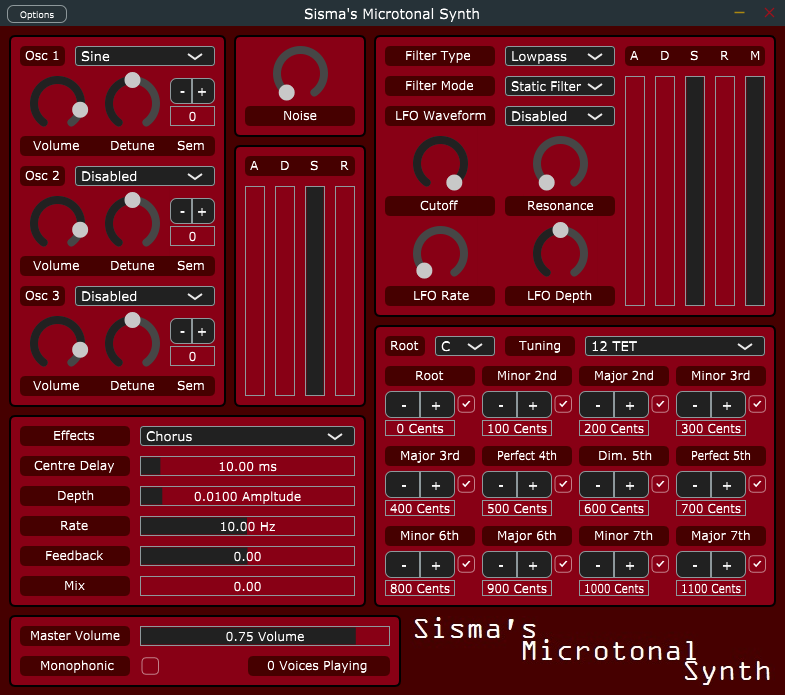 Options
Sisma's Microtonal Synth
Osc 1
Sine
- +
0
Volume Detune Sem
Osc 2
Disabled
- +
0
Volume Detune Sem
Osc 3
Disabled
- +
0
Volume Detune Sem
Noise
A D S R
Filter Type Lowpass
Filter Mode Static Filter
LFO Waveform Disabled
Cutoff Resonance
LFO Rate LFO Depth
A D S R M
Effects Chorus
Centre Delay 10.00 ms
Depth 0.0100 Ampltude
Rate 10.00 Hz
Feedback 0.00
Mix 0.00
Root C Tuning 12 TET
Root Minor 2nd Major 2nd Minor 3rd
- + - + - + - +
0 Cents 100 Cents 200 Cents 300 Cents
Major 3rd Perfect 4th Dim. 5th Perfect 5th
- + - + - + - +
400 Cents 500 Cents 600 Cents 700 Cents
Minor 6th Major 6th Minor 7th Major 7th
- + - + - + - +
800 Cents 900 Cents 1000 Cents 1100 Cents
Master Volume 0.75 Volume
Monophonic 0 Voices Playing
Sisma's
Microtonal
Synth